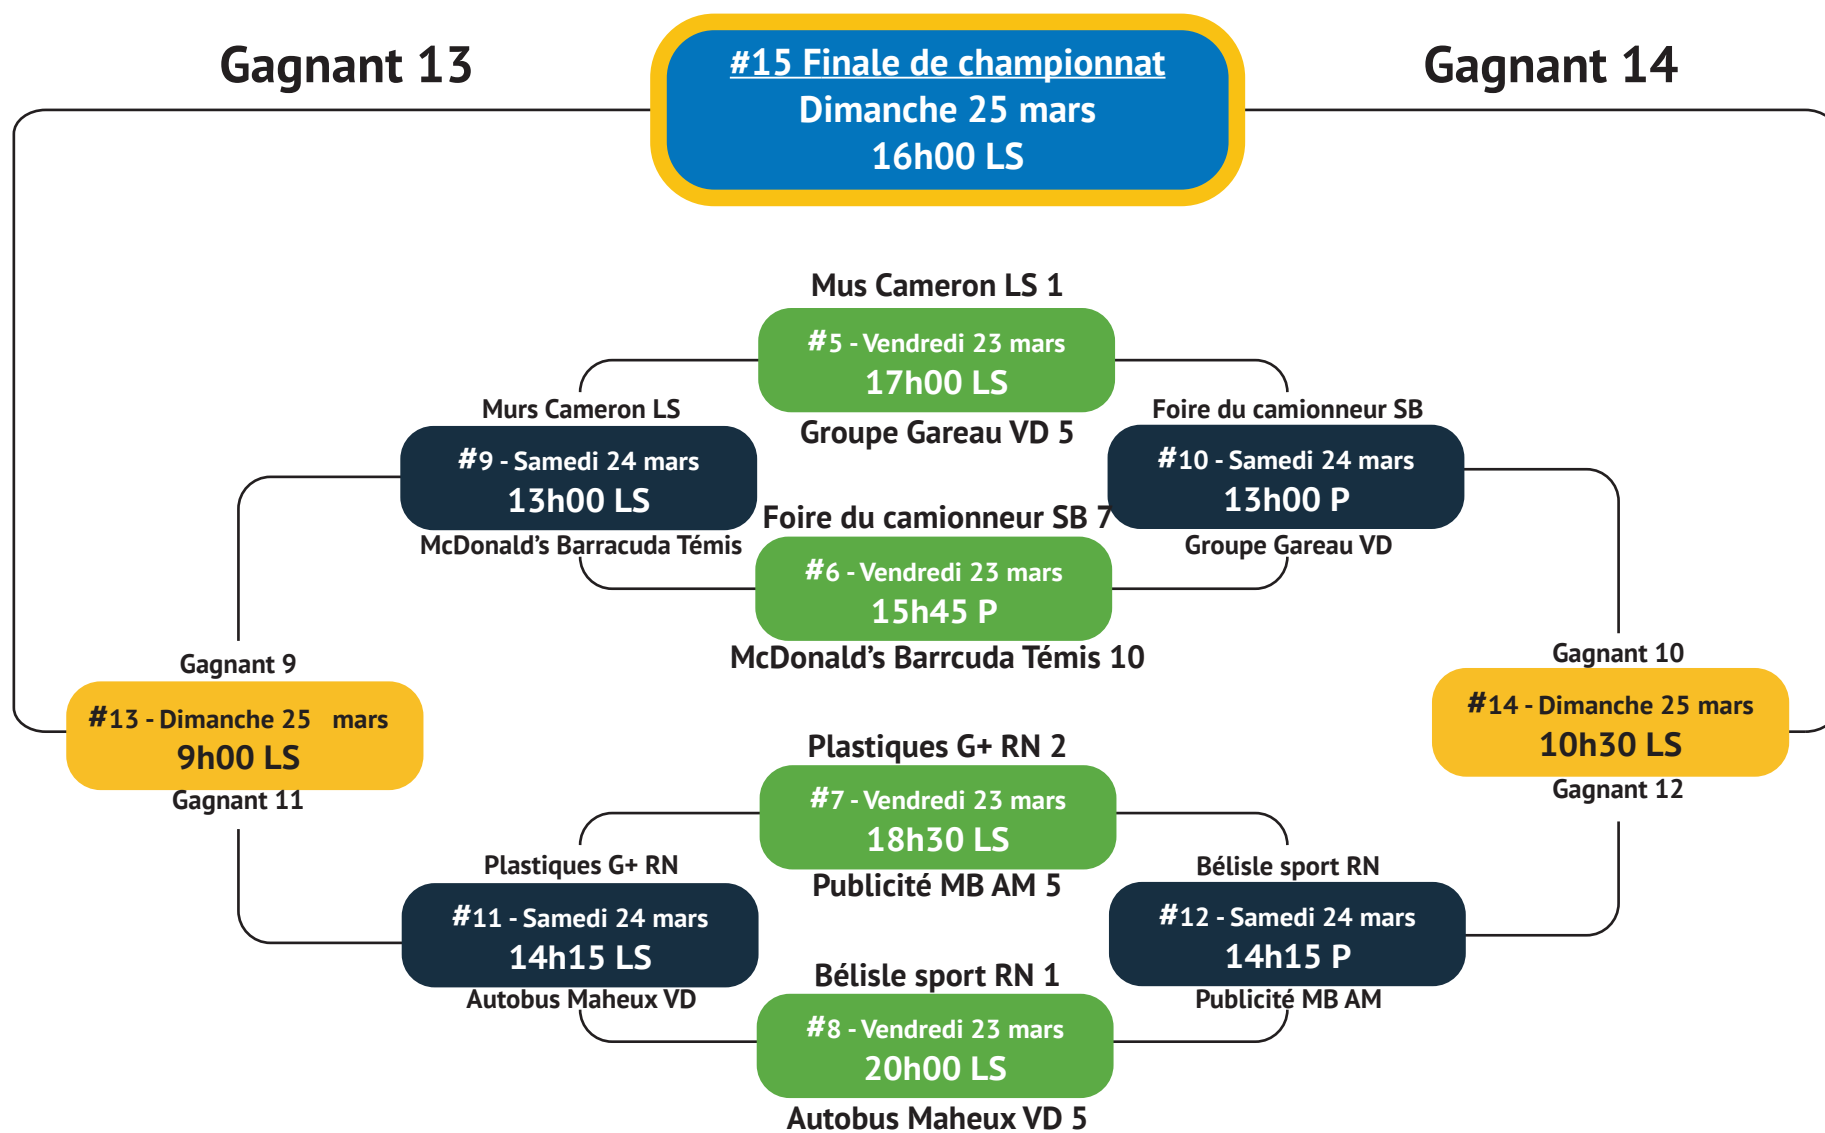 Gagnant 13
#15 Finale de championnat
Dimanche 25 mars
16h00 LS
Gagnant 14
Mus Cameron LS 1
#5 - Vendredi 23 mars
17h00 LS
Groupe Gareau VD 5
Murs Cameron LS
#9 - Samedi 24 mars
13h00 LS
McDonald's Barracuda Témis
Foire du camionneur SB
#10 - Samedi 24 mars
13h00 P
Groupe Gareau VD
Foire du camionneur SB 7
#6 - Vendredi 23 mars
15h45 P
McDonald's Barrcuda Témis 10
Gagnant 9
#13 - Dimanche 25 mars
9h00 LS
Gagnant 11
Gagnant 10
#14 - Dimanche 25 mars
10h30 LS
Gagnant 12
Plastiques G+ RN 2
#7 - Vendredi 23 mars
18h30 LS
Publicité MB AM 5
Plastiques G+ RN
#11 - Samedi 24 mars
14h15 LS
Autobus Maheux VD
Bélisle sport RN
#12 - Samedi 24 mars
14h15 P
Publicité MB AM
Bélisle sport RN 1
#8 - Vendredi 23 mars
20h00 LS
Autobus Maheux VD 5